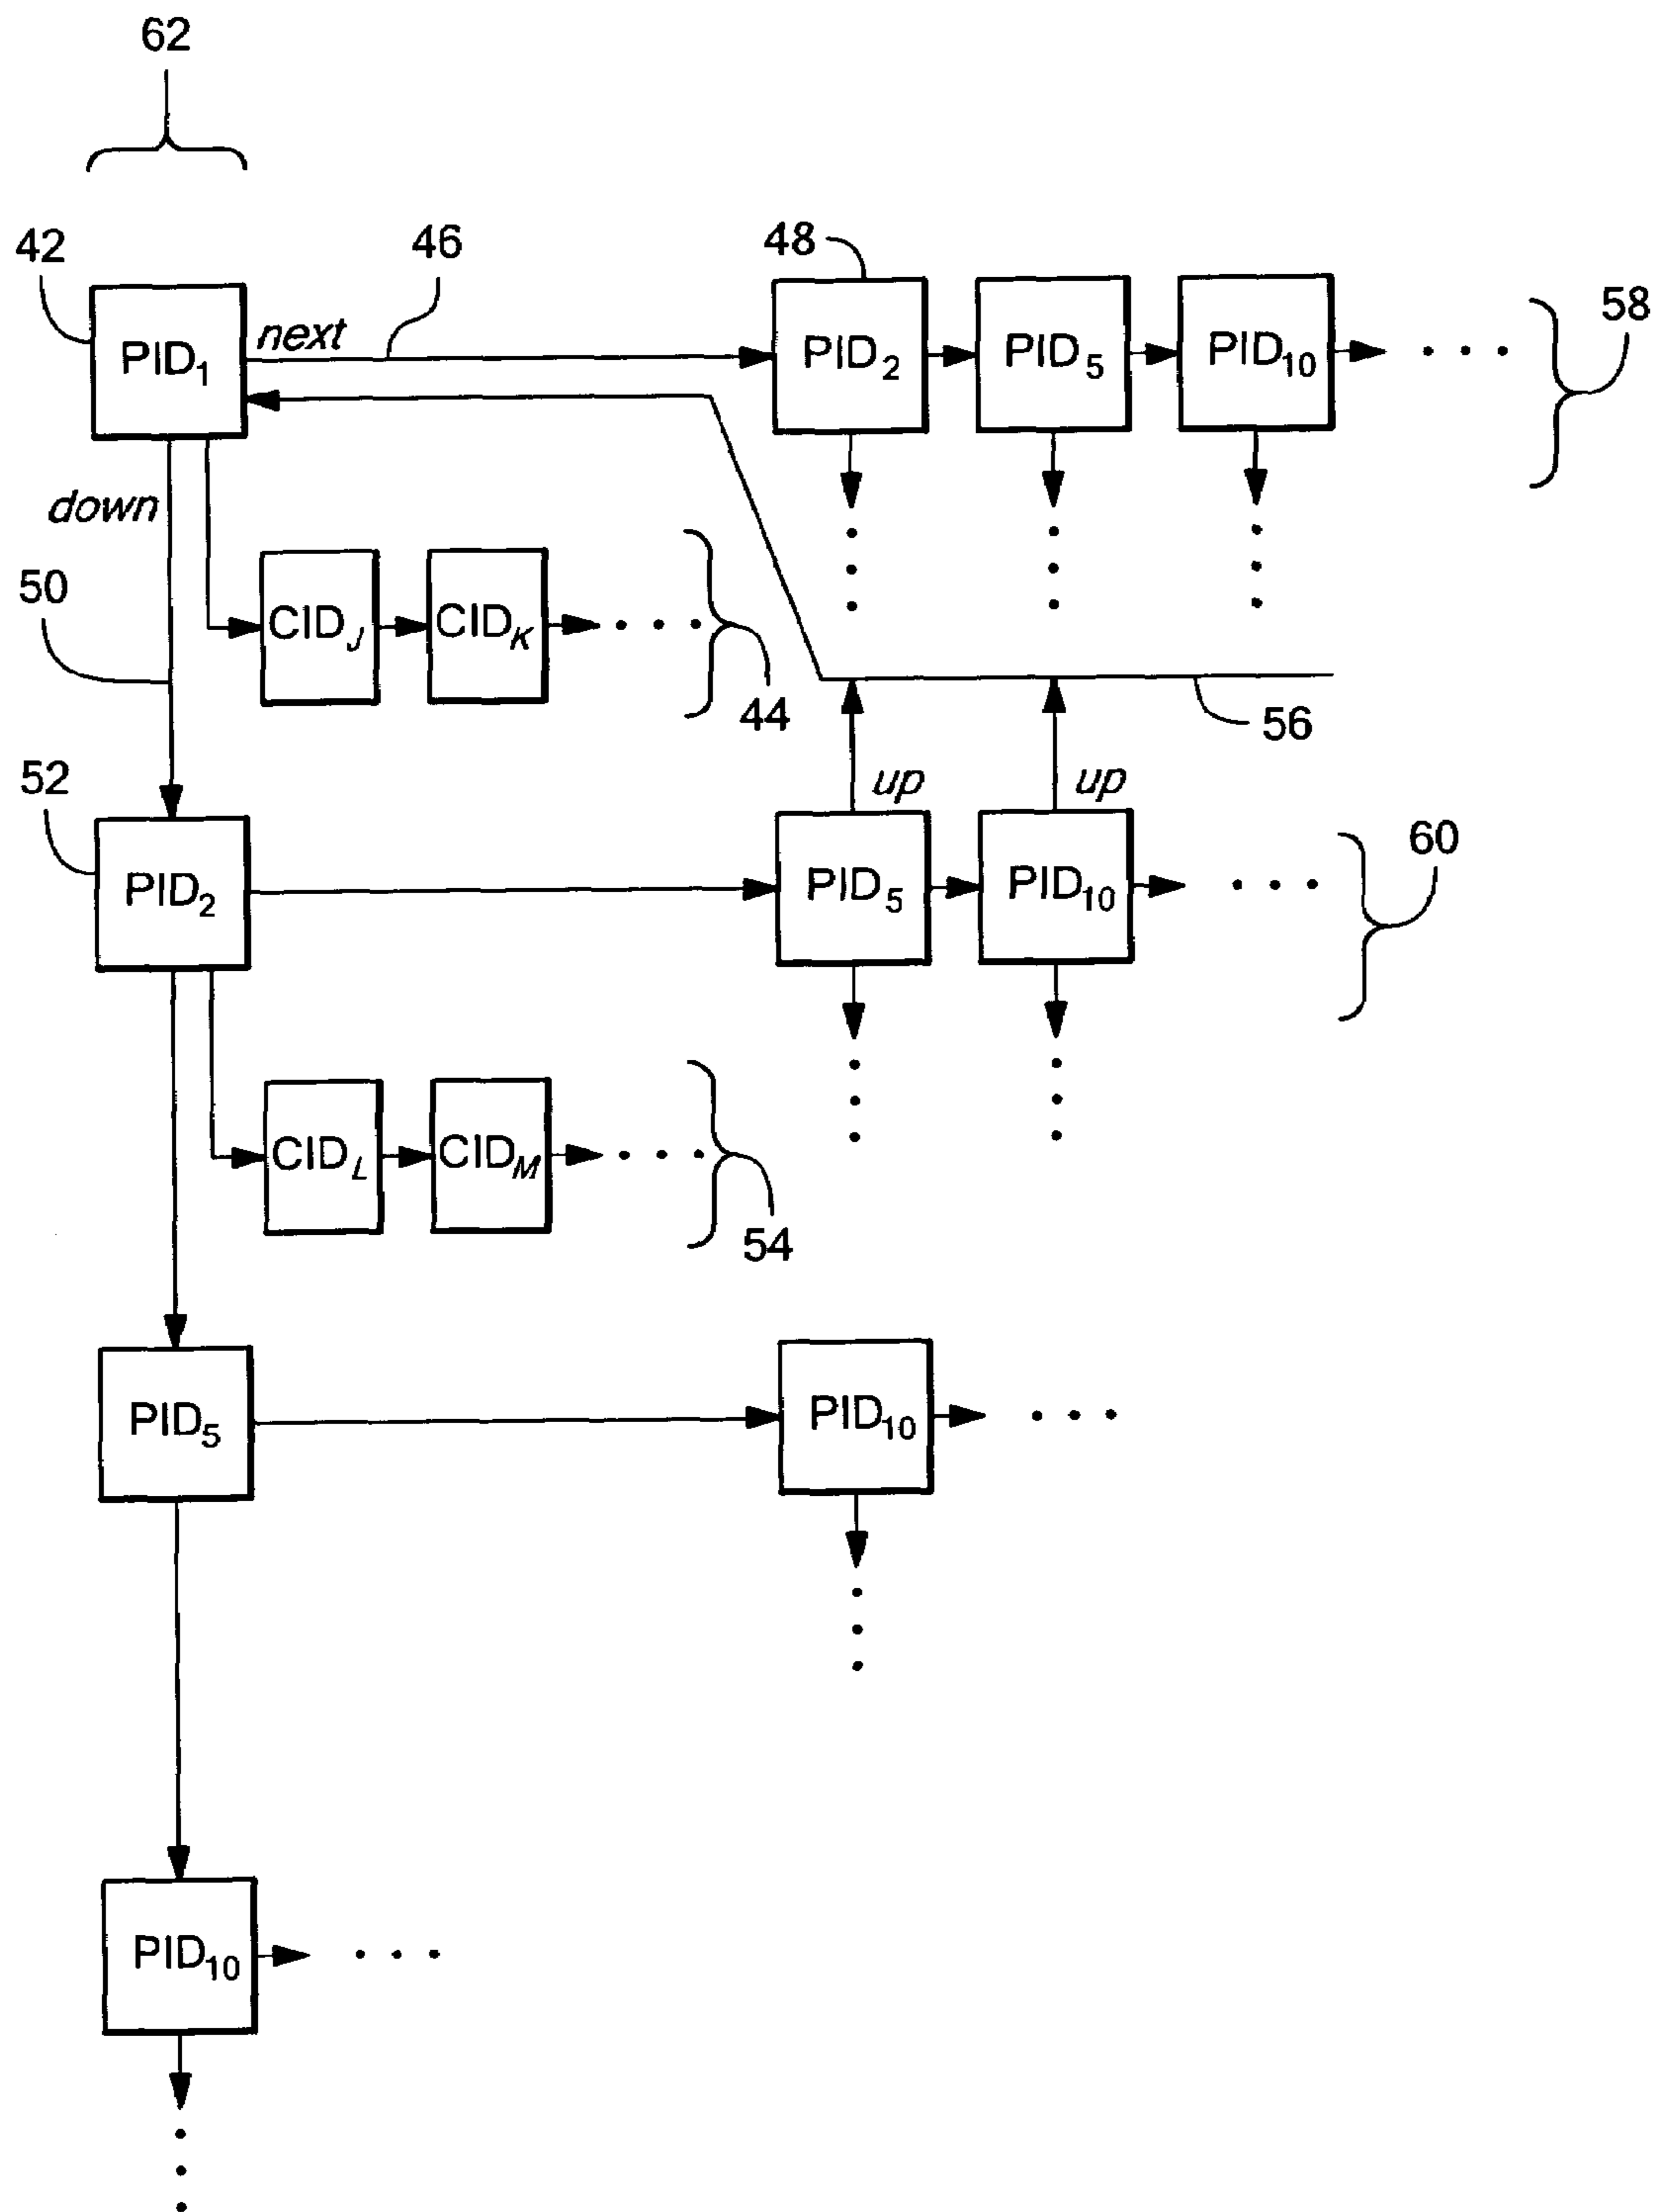 62
42
46
48
58
PID1
next
PID2
PID5
PID10
down
50
CIDJ
CIDK
44
56
52
up
up
60
PID2
PID5
PID10
CIDL
CIDM
54
PID5
PID10
PID10